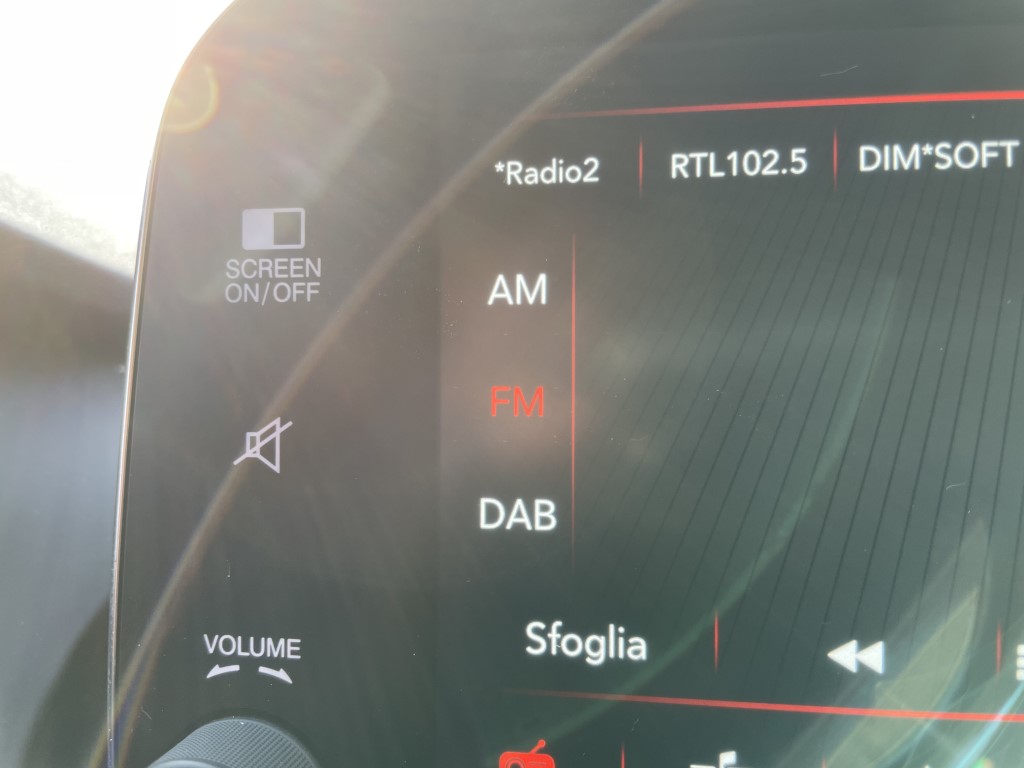 *Radio2
RTL102.5
DIM*SOFT
SCREEN
ON/OFF
AM
FM
DAB
Sfoglia
VOLUME